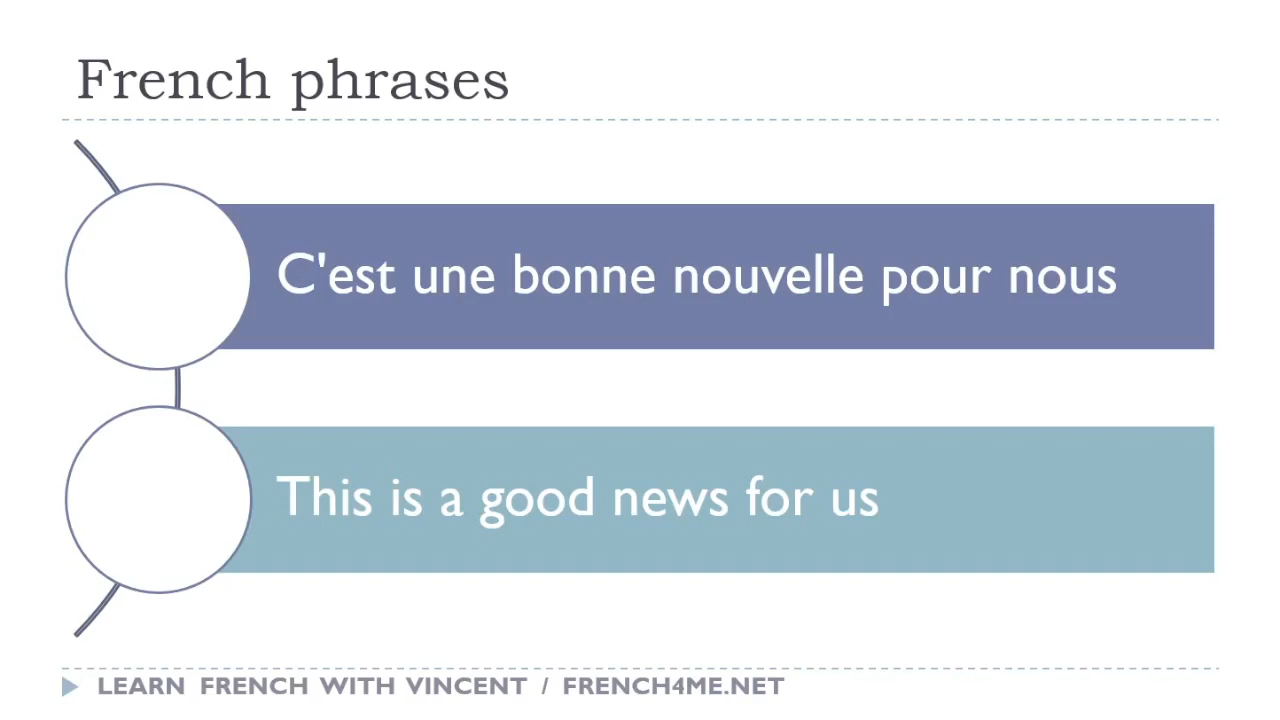 French phrases
C'est une bonne nouvelle pour nous
This is a good news for us
LEARN FRENCH WITH VINCENT / FRENCH4ME.NET